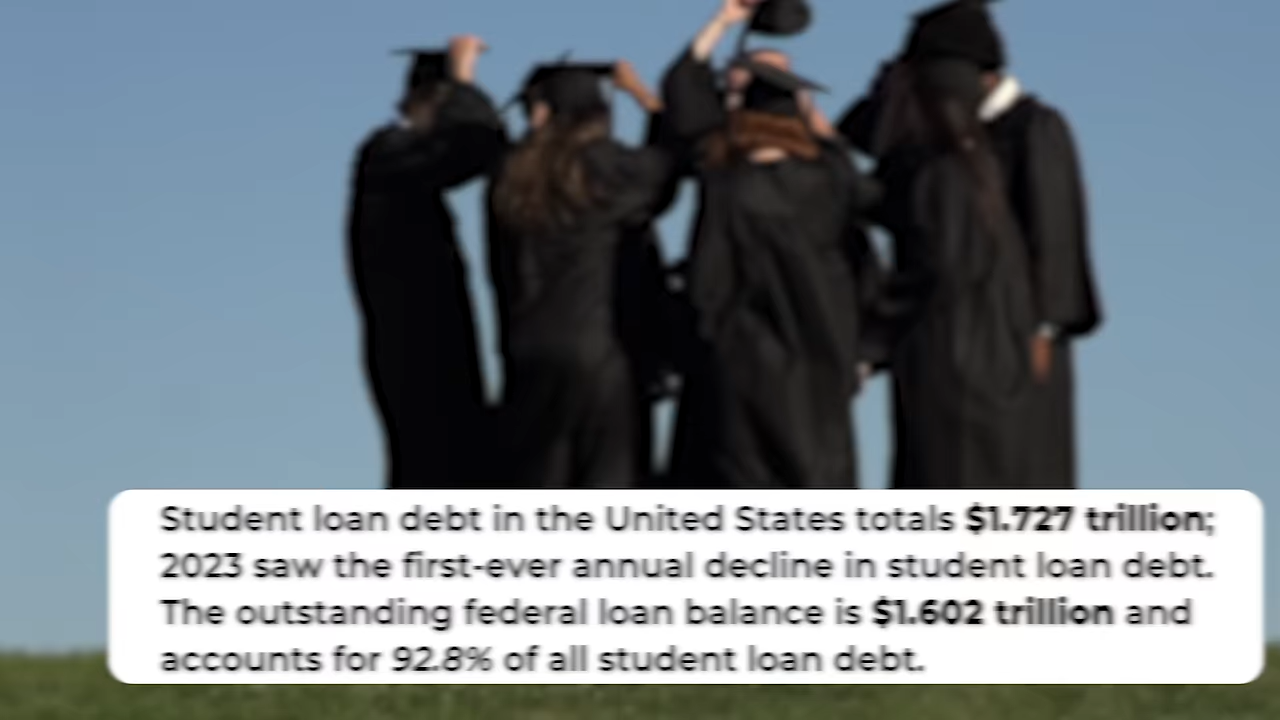 Student loan debt in the United States totals $1.727 trillion;
2023 saw the first-ever annual decline in student loan debt.
The outstanding federal loan balance is $1.602 trillion and
accounts for 92.8% of all student loan debt.